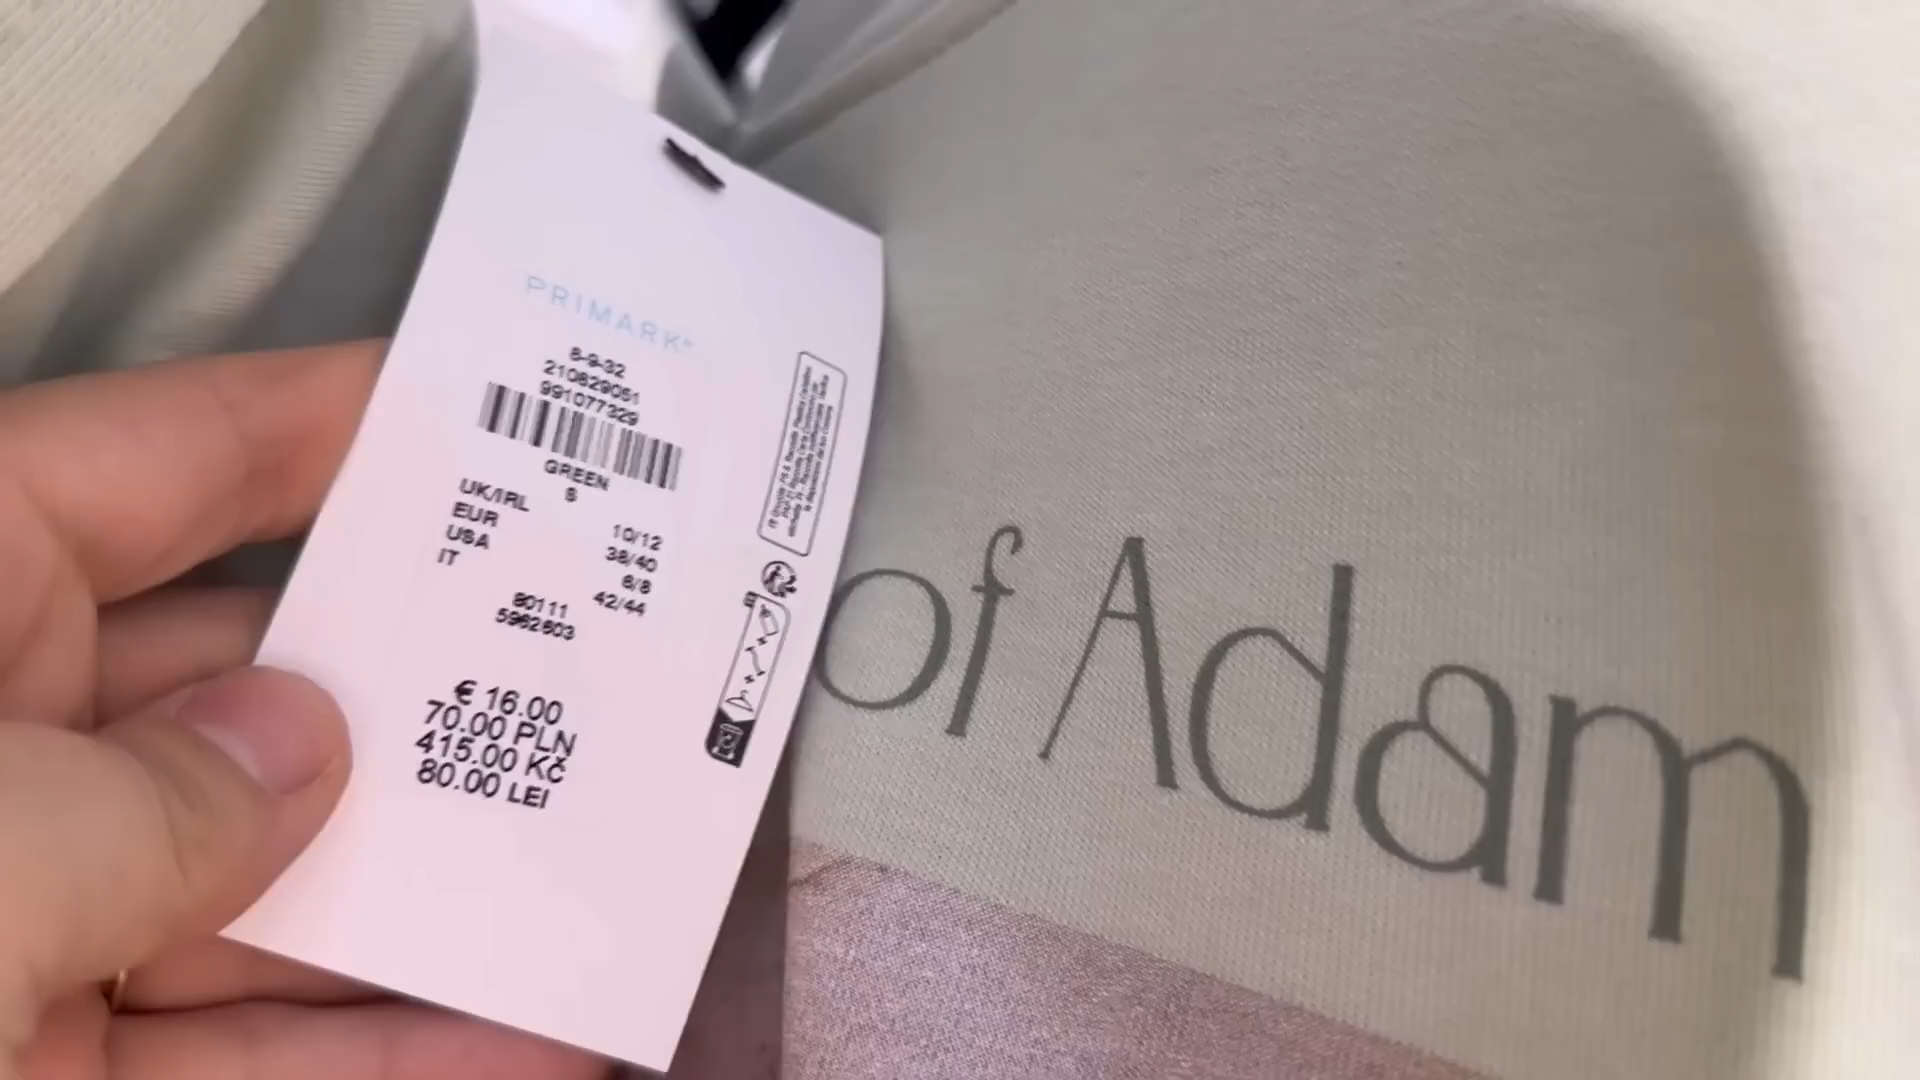 PRIMARK
8-9-32
210829051
991077329
GREEN
S
UK/IRL 10/12
EUR 38/40
USA 6/8
IT 42/44
80111
5962603
€ 16.00
70.00 PLN
415.00 Kč
80.00 LEI
of Adam